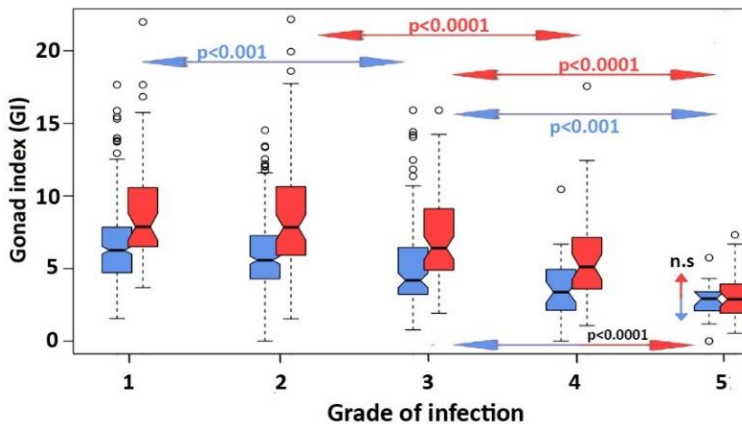 Gonad index (GI)
20
15
10
5
0
p<0.0001
p<0.001
p<0.0001
p<0.001
n.s
p<0.0001
1 2 3 4 5
Grade of infection